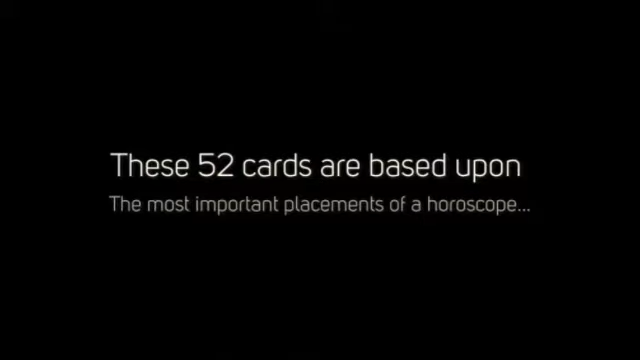 These 52 cards are based upon
The most important placements of a horoscope...